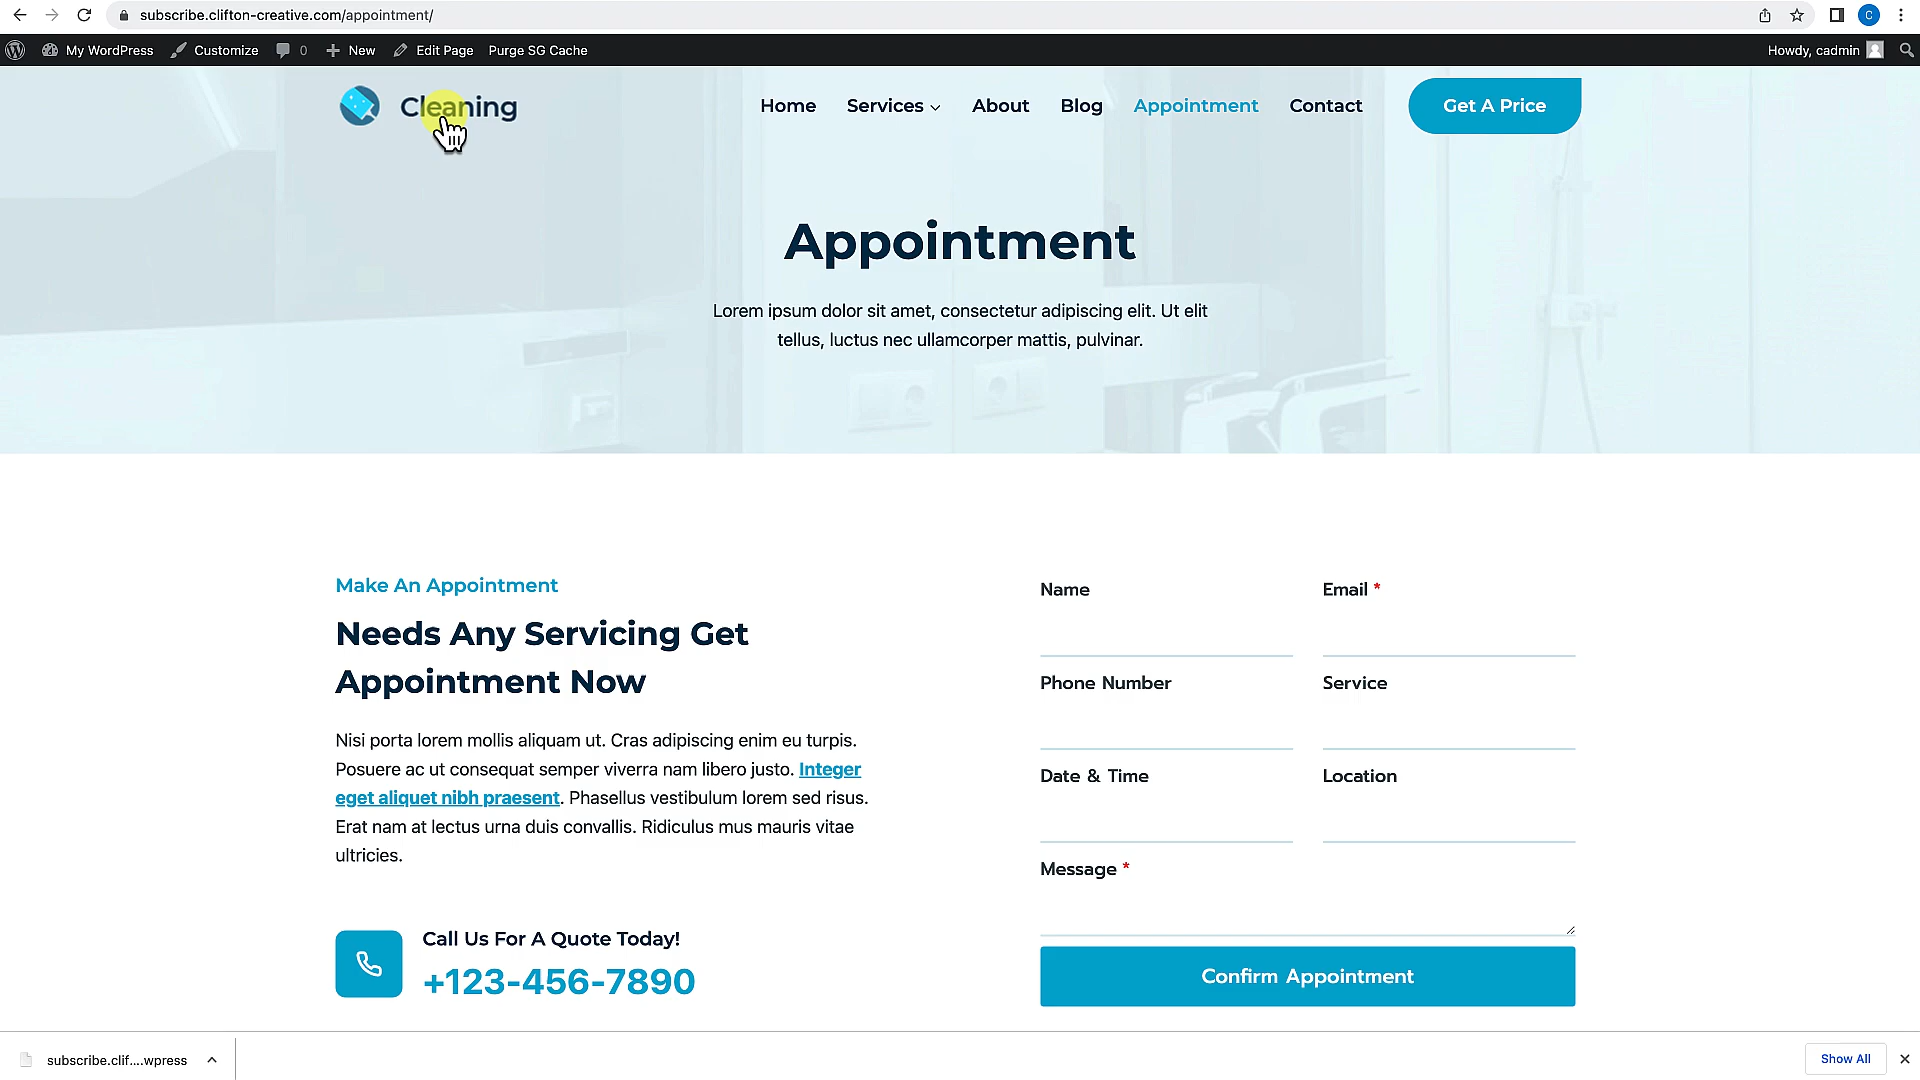 subscribe.clifton-creative.com/appointment/
C
My WordPress Customize 0 New Edit Page Purge SG Cache Howdy, cadmin
Cleaning Home Services About Blog Appointment Contact Get A Price
Appointment
Lorem ipsum dolor sit amet, consectetur adipiscing elit. Ut elit
tellus, luctus nec ullamcorper mattis, pulvinar.
Make An Appointment
Needs Any Servicing Get
Appointment Now
Nisi porta lorem mollis aliquam ut. Cras adipiscing enim eu turpis.
Posuere ac ut consequat semper viverra nam libero justo. Integer
eget aliquet nibh praesent. Phasellus vestibulum lorem sed risus.
Erat nam at lectus urna duis convallis. Ridiculus mus mauris vitae
ultricies.
Call Us For A Quote Today!
+123-456-7890
Name Email *
Phone Number Service
Date & Time Location
Message *
Confirm Appointment
subscribe.clif....wpress
Show All